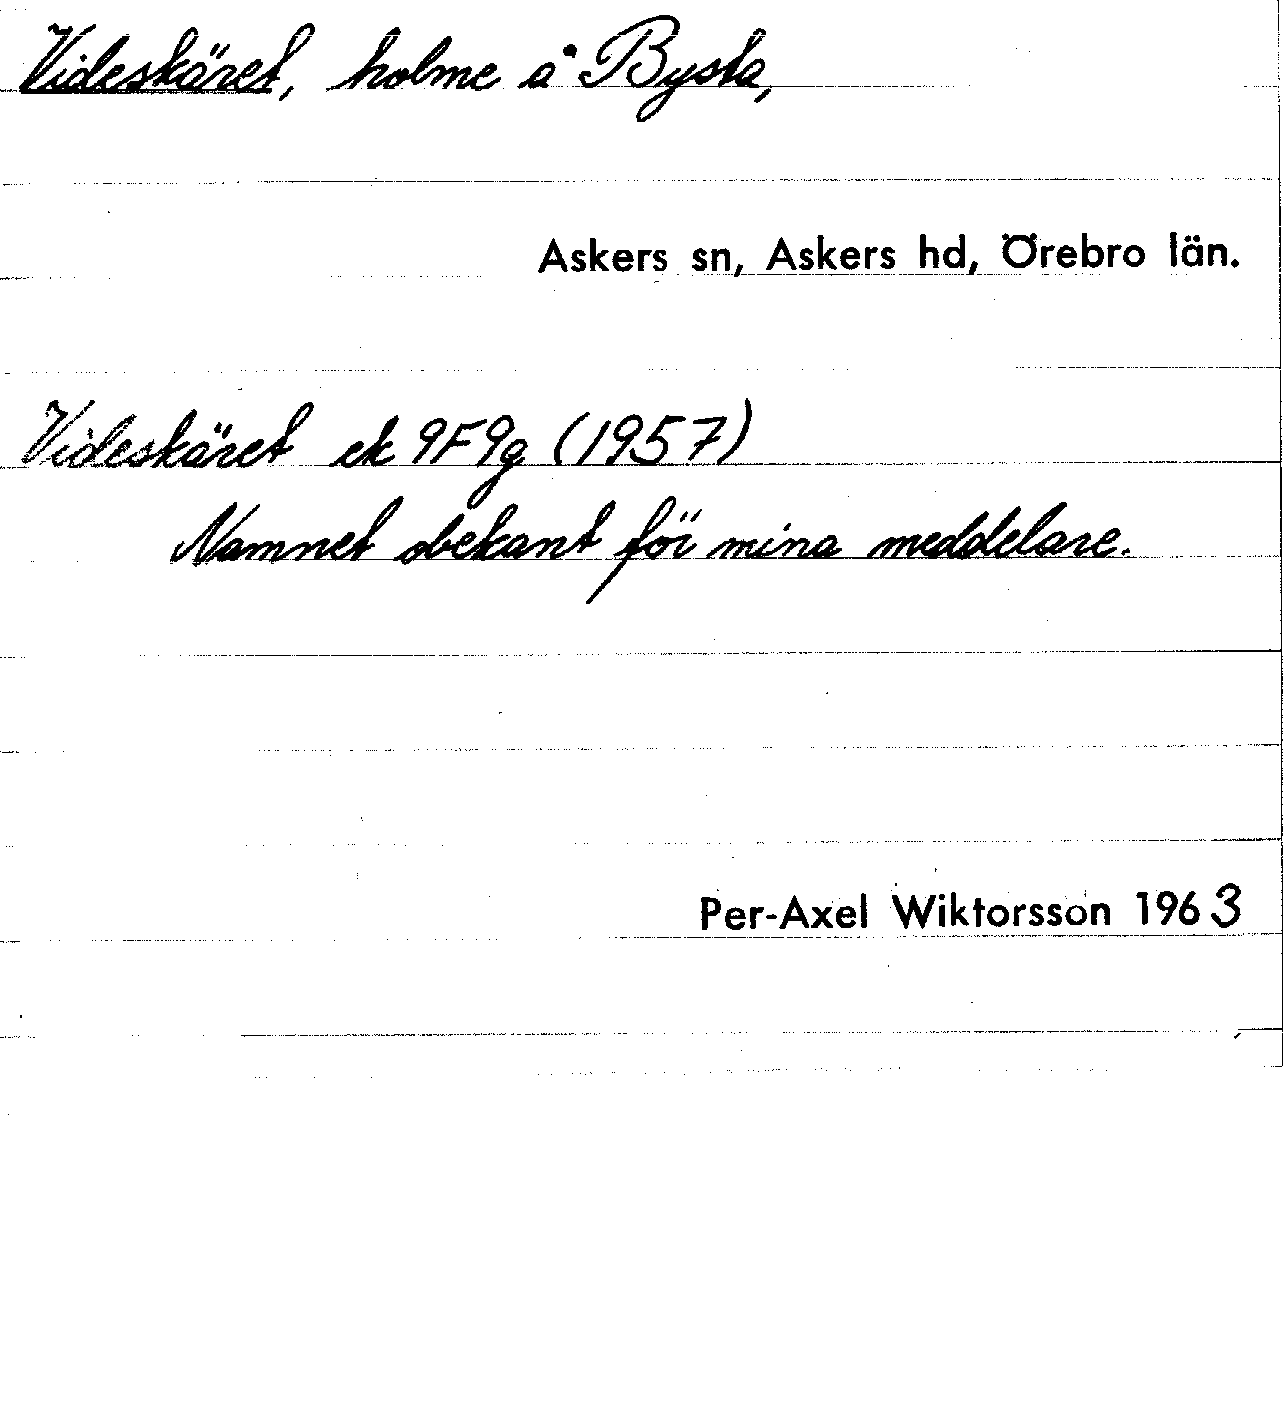 Videskäret, holme å Bysta,
Askers sn, Askers hd, Örebro län.
Videskäret ek 9F9g (1957)
Namnet obekant för mina meddelare.
Per-Axel Wiktorsson 1963